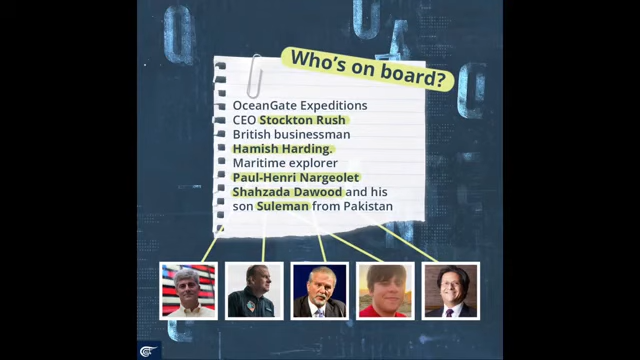 Who's on board?
OceanGate Expeditions
CEO Stockton Rush
British businessman
Hamish Harding.
Maritime explorer
Paul-Henri Nargeolet
Shahzada Dawood and his
son Suleman from Pakistan